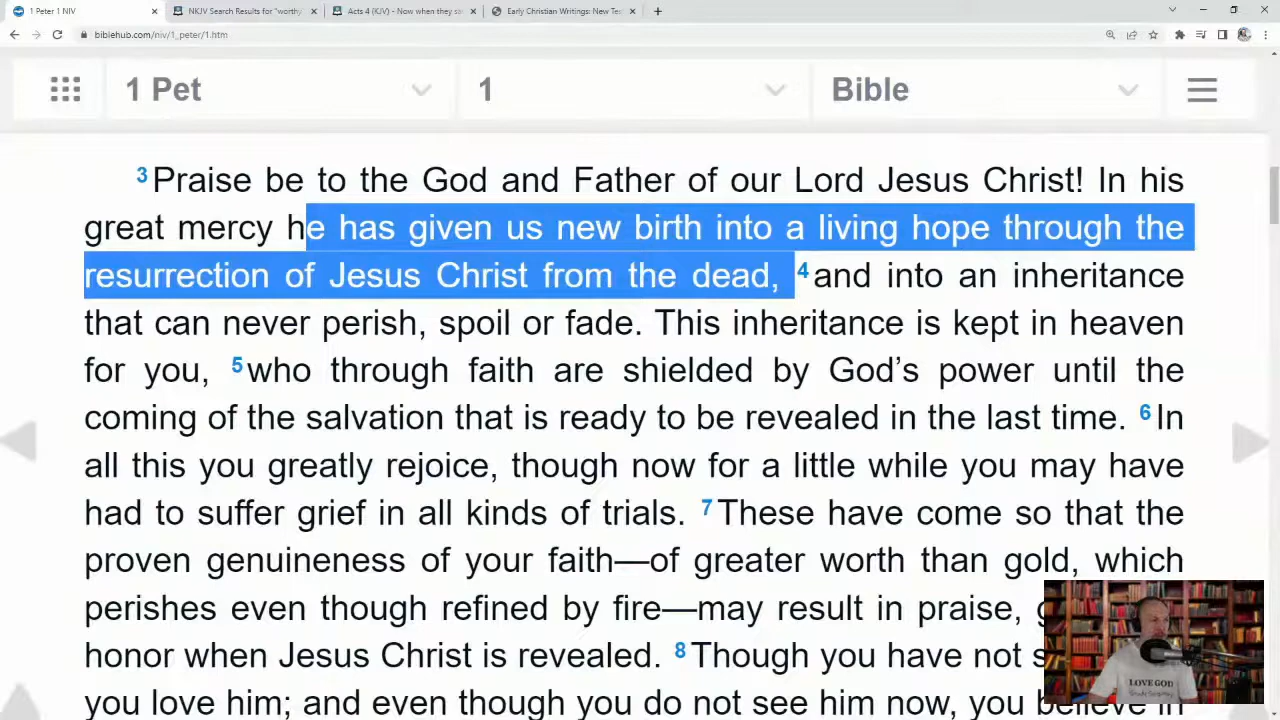 1 Peter 1 NIV
NKJV Search Results for "worthy
Acts 4 (KJV) - Now when they sa
Early Christian Writings: New Tes
biblehub.com/niv/1_peter/1.htm
1 Pet
1
Bible
3 Praise be to the God and Father of our Lord Jesus Christ! In his
great mercy he has given us new birth into a living hope through the
resurrection of Jesus Christ from the dead, 4 and into an inheritance
that can never perish, spoil or fade. This inheritance is kept in heaven
for you, 5 who through faith are shielded by God’s power until the
coming of the salvation that is ready to be revealed in the last time. 6 In
all this you greatly rejoice, though now for a little while you may have
had to suffer grief in all kinds of trials. 7 These have come so that the
proven genuineness of your faith—of greater worth than gold, which
perishes even though refined by fire—may result in praise, g
honor when Jesus Christ is revealed. 8 Though you have not s
you love him; and even though you do not see him now, you believe in
LOVE GOD